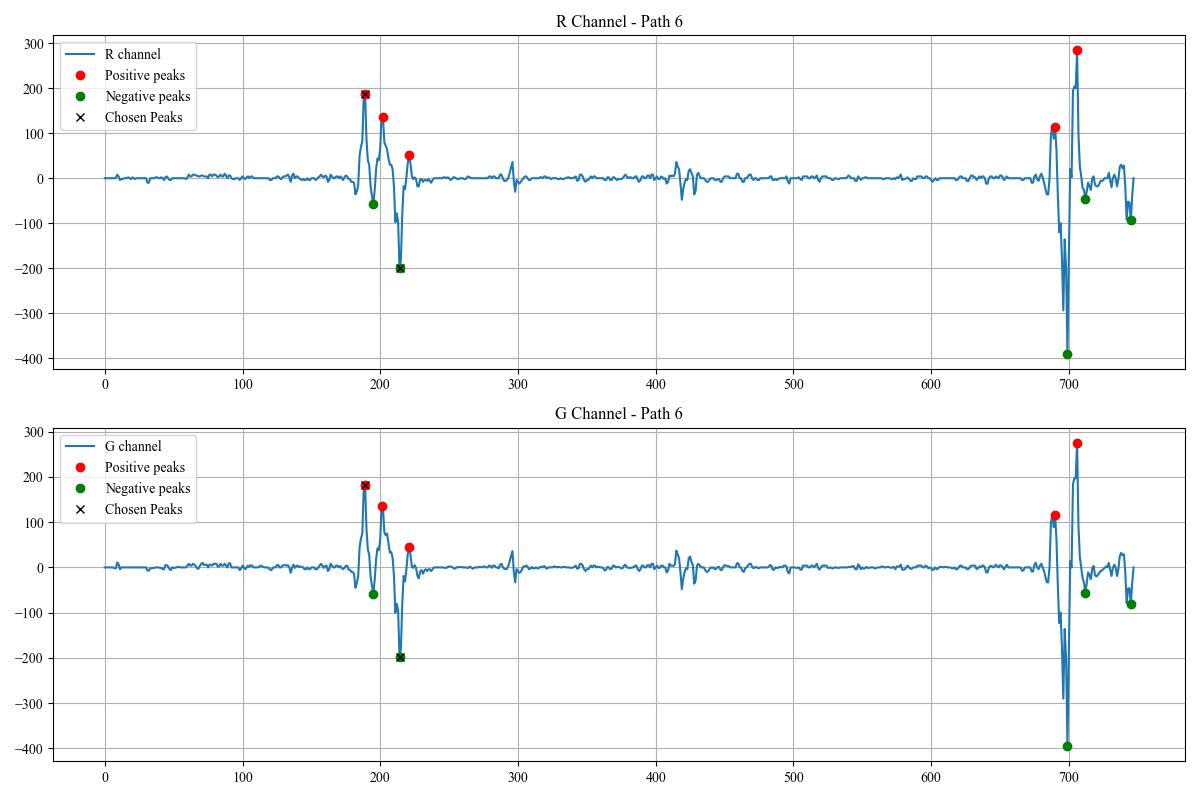 R Channel - Path 6
300
200
100
0
−100
−200
−300
−400
R channel
Positive peaks
Negative peaks
Chosen Peaks
0 100 200 300 400 500 600 700
G Channel - Path 6
300
200
100
0
−100
−200
−300
−400
G channel
Positive peaks
Negative peaks
Chosen Peaks
0 100 200 300 400 500 600 700